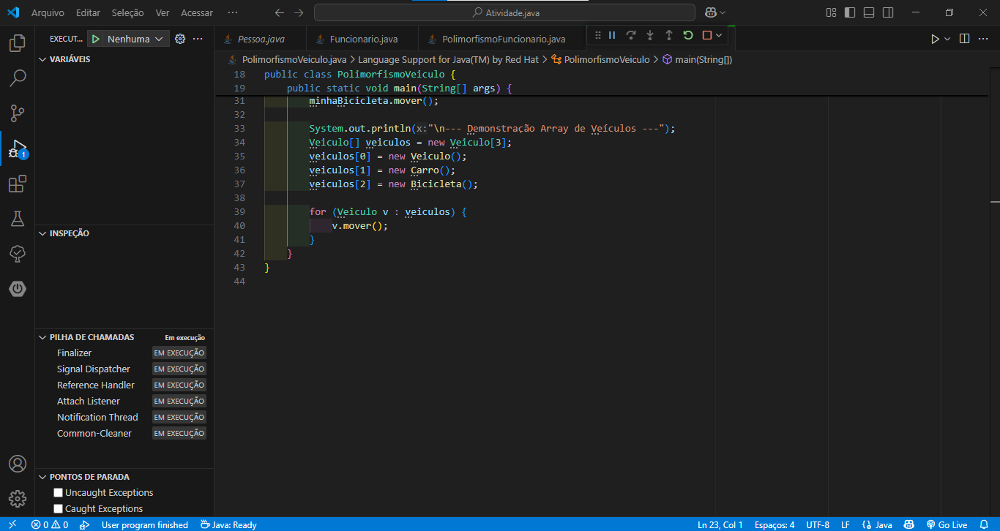 Arquivo Editar Seleção Ver Acessar ··· Atividade.java
EXECUT... Nenhuma ··· Pessoa.java Funcionario.java PolimorfismoFuncionario.java ···
VARIÁVEIS
PolimorfismoVeiculo.java > Language Support for Java(TM) by Red Hat > PolimorfismoVeiculo > main(String[])
18 public class PolimorfismoVeiculo {
19 public static void main(String[] args) {
31 minhaBicicleta.mover();
32
33 System.out.println(x:"\n--- Demonstração Array de Veículos ---");
34 Veiculo[] veiculos = new Veiculo[3];
35 veiculos[0] = new Veiculo();
36 veiculos[1] = new Carro();
37 veiculos[2] = new Bicicleta();
38
39 for (Veiculo v : veiculos) {
40 v.mover();
41 }
42 }
43 }
44
1
INSPEÇÃO
PILHA DE CHAMADAS Em execução
Finalizer EM EXECUÇÃO
Signal Dispatcher EM EXECUÇÃO
Reference Handler EM EXECUÇÃO
Attach Listener EM EXECUÇÃO
Notification Thread EM EXECUÇÃO
Common-Cleaner EM EXECUÇÃO
PONTOS DE PARADA
Uncaught Exceptions
Caught Exceptions
0 0 User program finished Java: Ready Ln 23, Col 1 Espaços: 4 UTF-8 LF {} Java Go Live